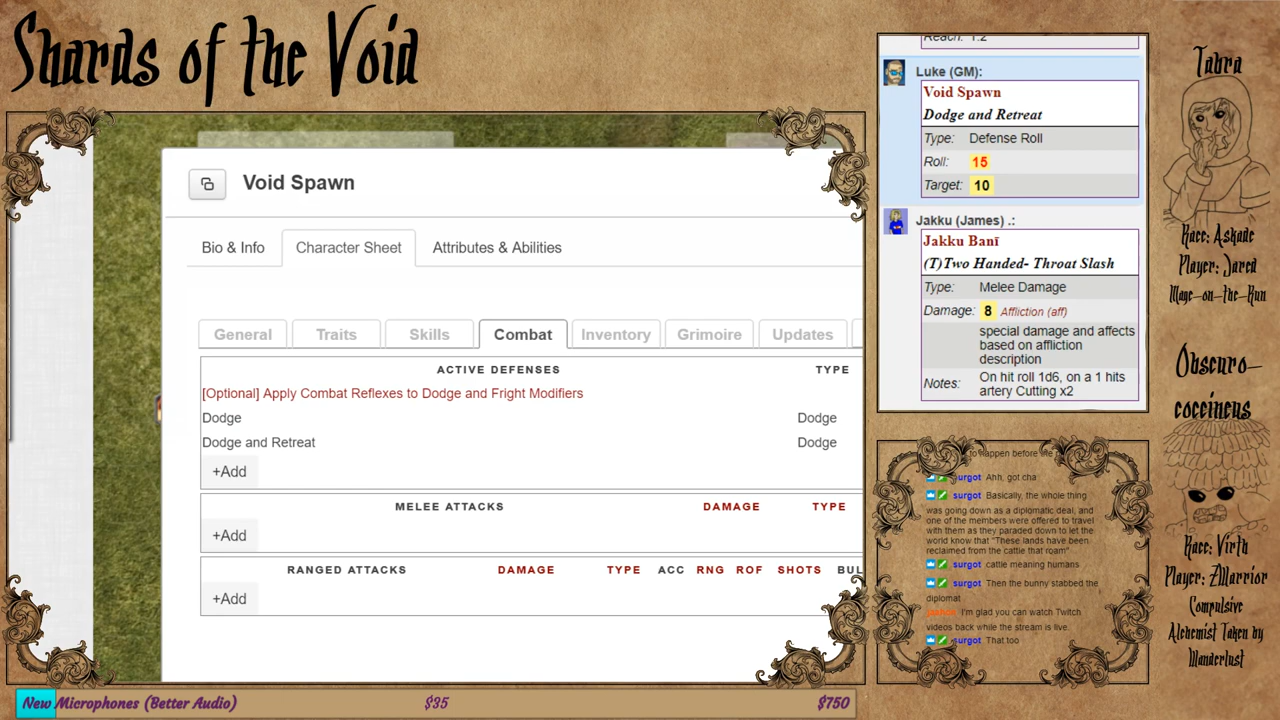 Shards of the Void
Void Spawn
Bio & Info
Character Sheet
Attributes & Abilities
General
Traits
Skills
Combat
Inventory
Grimoire
Updates
ACTIVE DEFENSES
TYPE
[Optional] Apply Combat Reflexes to Dodge and Fright Modifiers
Dodge
Dodge
Dodge and Retreat
Dodge
+Add
MELEE ATTACKS
DAMAGE
TYPE
+Add
RANGED ATTACKS
DAMAGE
TYPE
ACC
RNG
ROF
SHOTS
BUL
+Add
Reach: 1.2
Luke (GM):
Void Spawn
Dodge and Retreat
Type: Defense Roll
Roll: 15
Target: 10
Jakku (James) .:
Jakku Banī
(T)Two Handed- Throat Slash
Type: Melee Damage
Damage: 8 Affliction (aff)
special damage and affects
based on affliction
description
Notes: On hit roll 1d6, on a 1 hits
artery Cutting x2
to happen before
surgot Ahh, got cha
surgot Basically, the whole thing
was going down as a diplomatic deal, and
one of the members were offered to travel
with them as they paraded down to let the
world know that "These lands have been
reclaimed from the cattle that roam"
surgot cattle meaning humans
surgot Then the bunny stabbed the
diplomat
I'm glad you can watch Twitch
videos back while the stream is live
surgot That too
Tabra
Race: Askade
Player: Jared
Mage-on-the-Run
Obscuro-
coccineus
Race: Virth
Player: ZWarrior
Compulsive
Alchemist Taken by
Wanderlust
New Microphones (Better Audio)
$35
$750